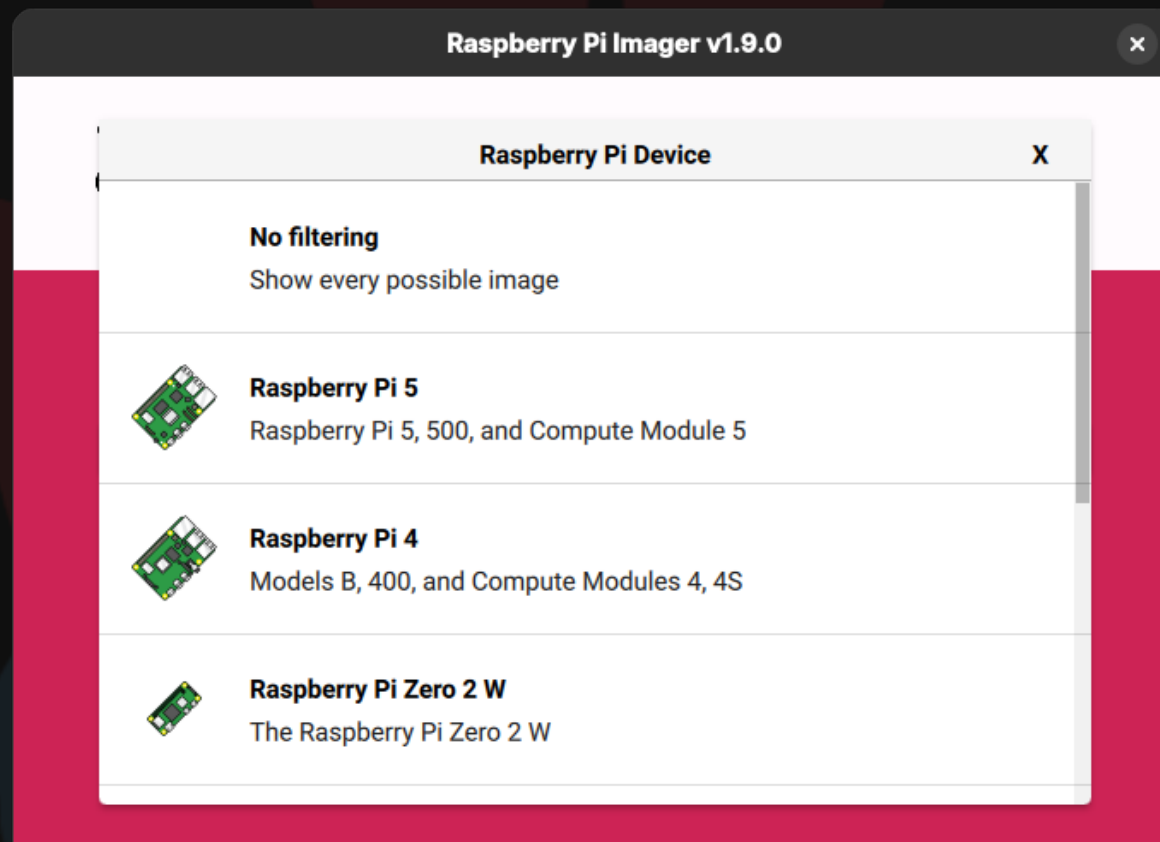 Raspberry Pi Imager v1.9.0
Raspberry Pi Device X
No filtering
Show every possible image
Raspberry Pi 5
Raspberry Pi 5, 500, and Compute Module 5
Raspberry Pi 4
Models B, 400, and Compute Modules 4, 4S
Raspberry Pi Zero 2 W
The Raspberry Pi Zero 2 W